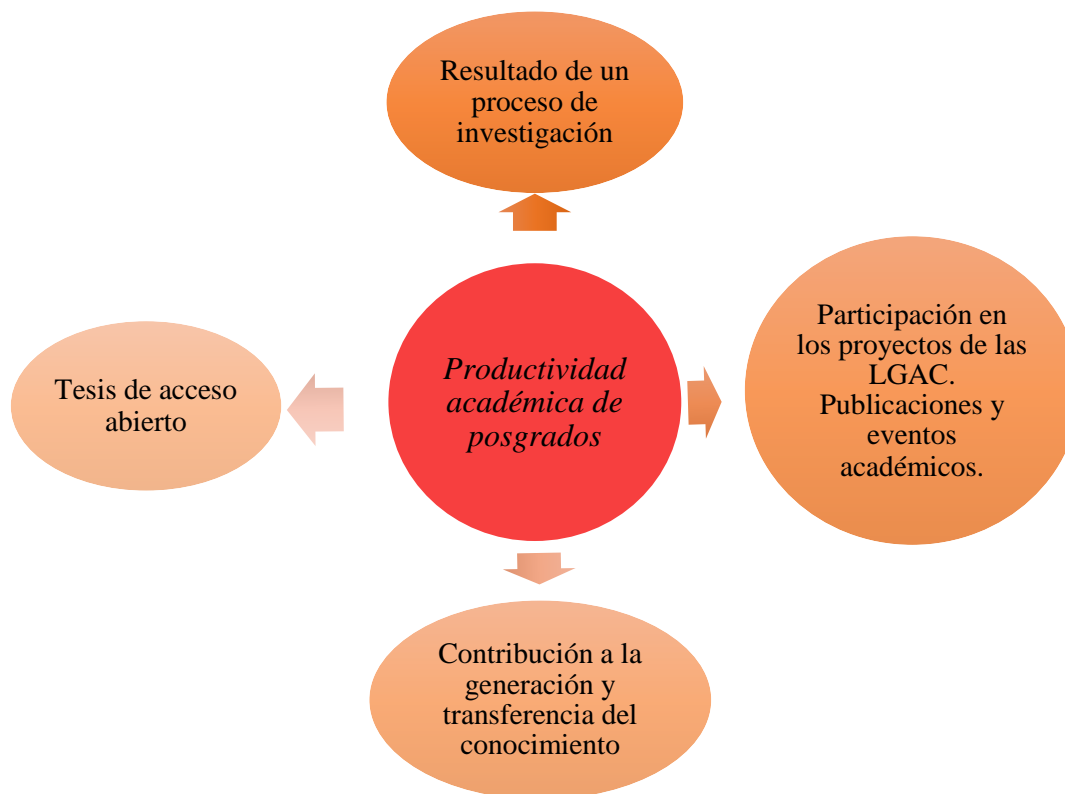 Resultado de un
proceso de
investigación
Tesis de acceso
abierto
Productividad
académica de
posgrados
Participación en
los proyectos de las
LGAC.
Publicaciones y
eventos
académicos.
Contribución a la
generación y
transferencia del
conocimiento